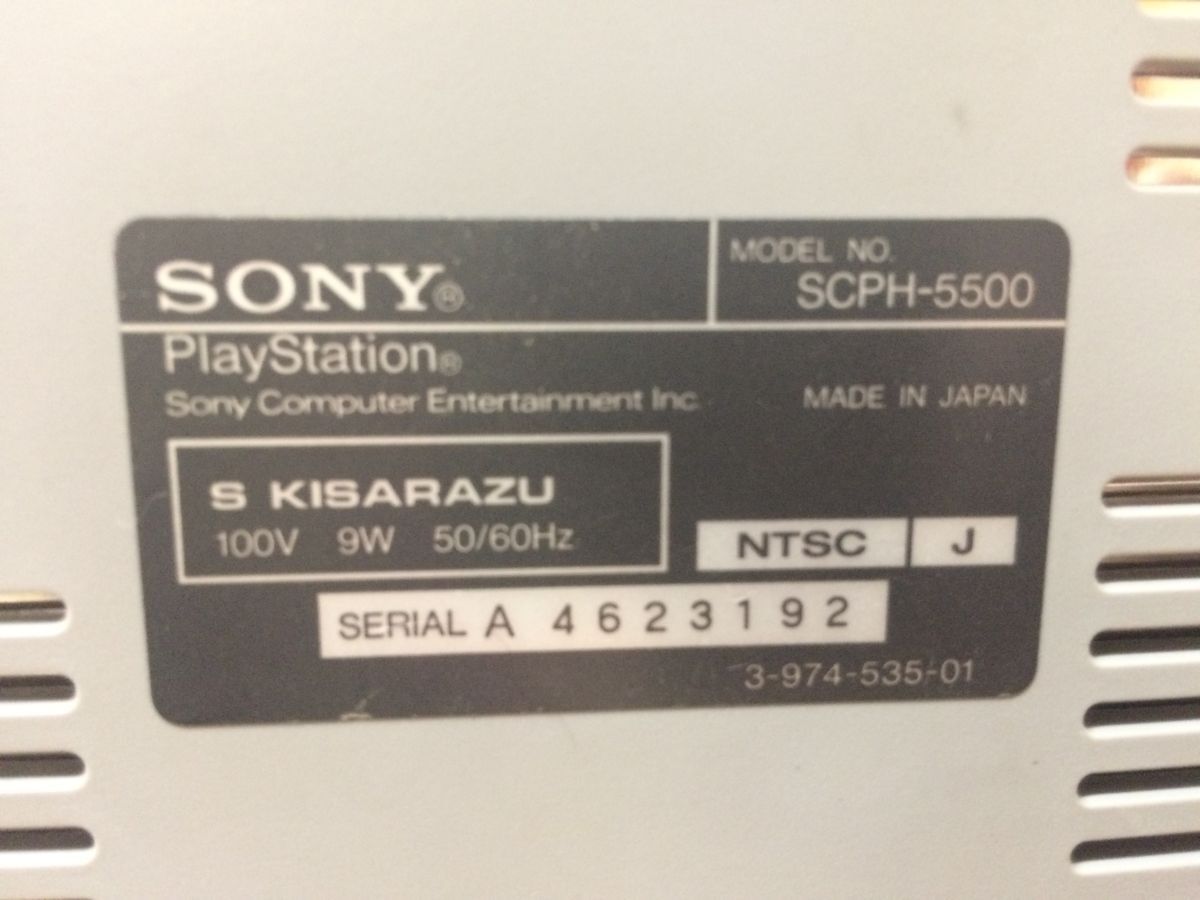 SONY®
MODEL NO.
SCPH-5500
PlayStation®
Sony Computer Entertainment Inc.
MADE IN JAPAN
S KISARAZU
100V 9W 50/60Hz
NTSC J
SERIAL A 4623192
3-974-535-01